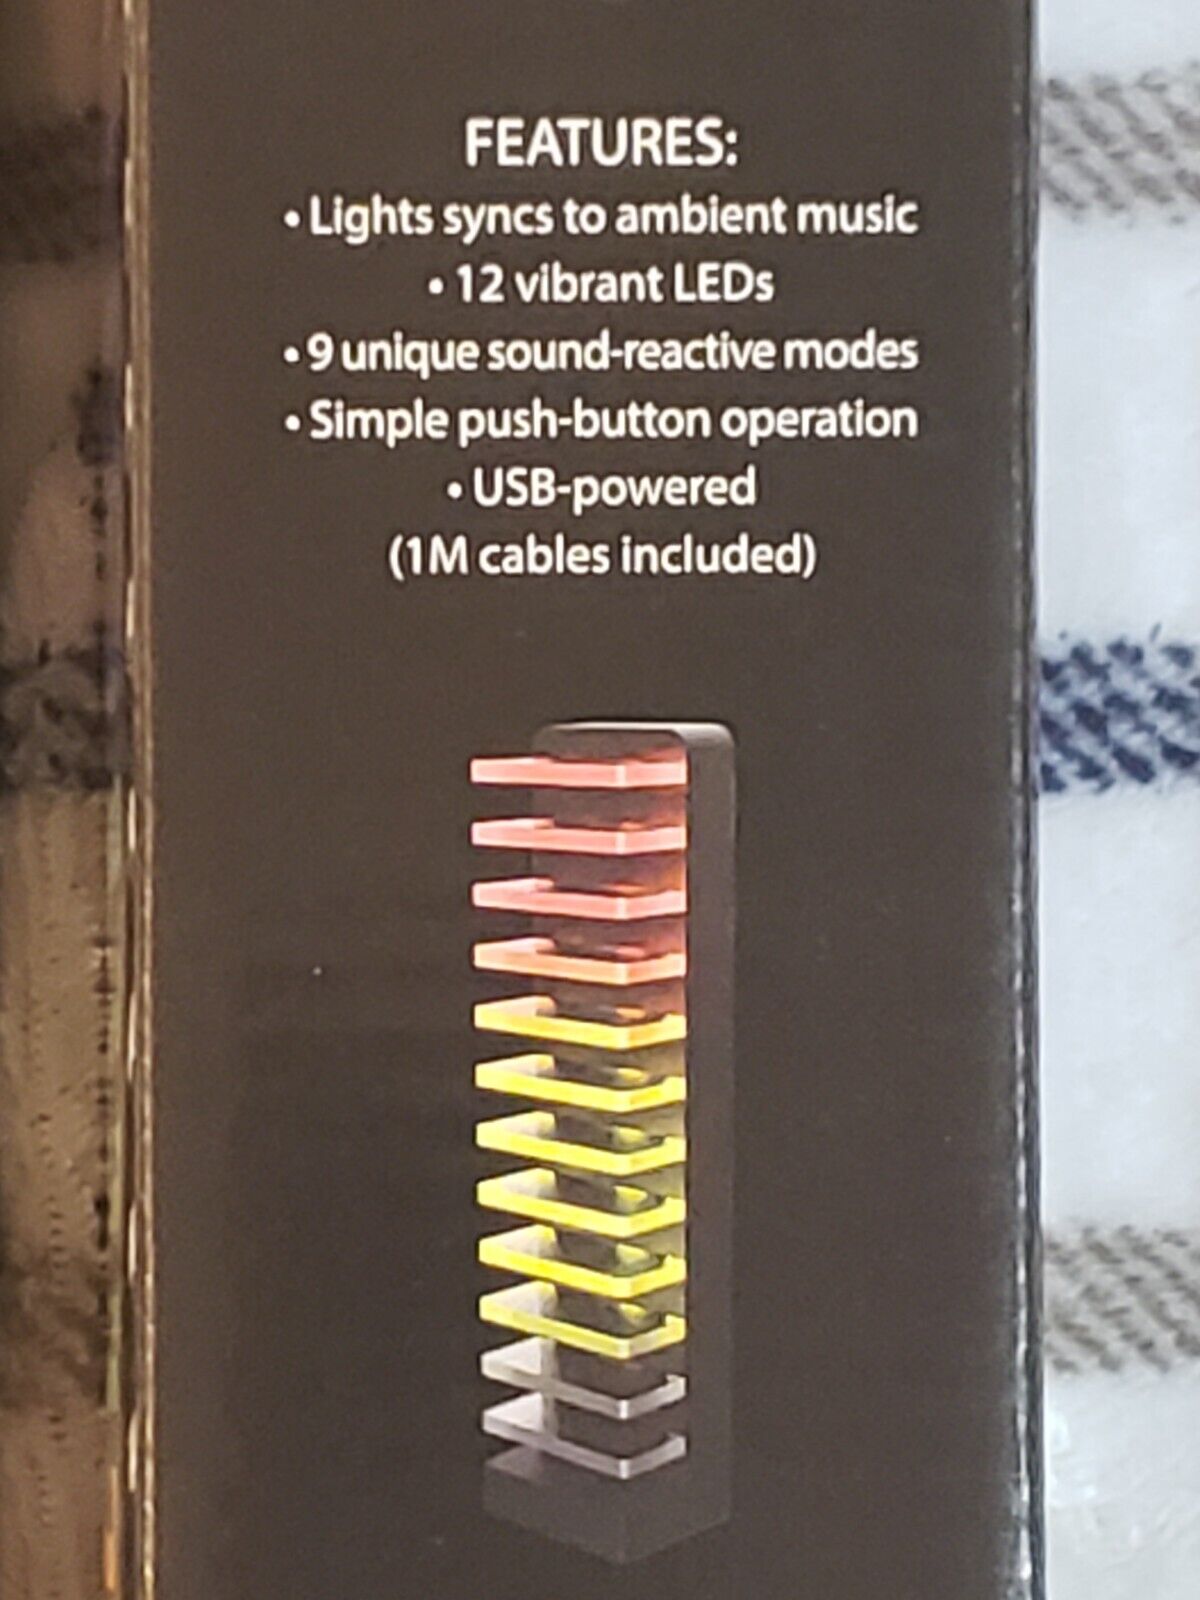 FEATURES:
• Lights syncs to ambient music
• 12 vibrant LEDs
• 9 unique sound-reactive modes
• Simple push-button operation
• USB-powered
(1M cables included)